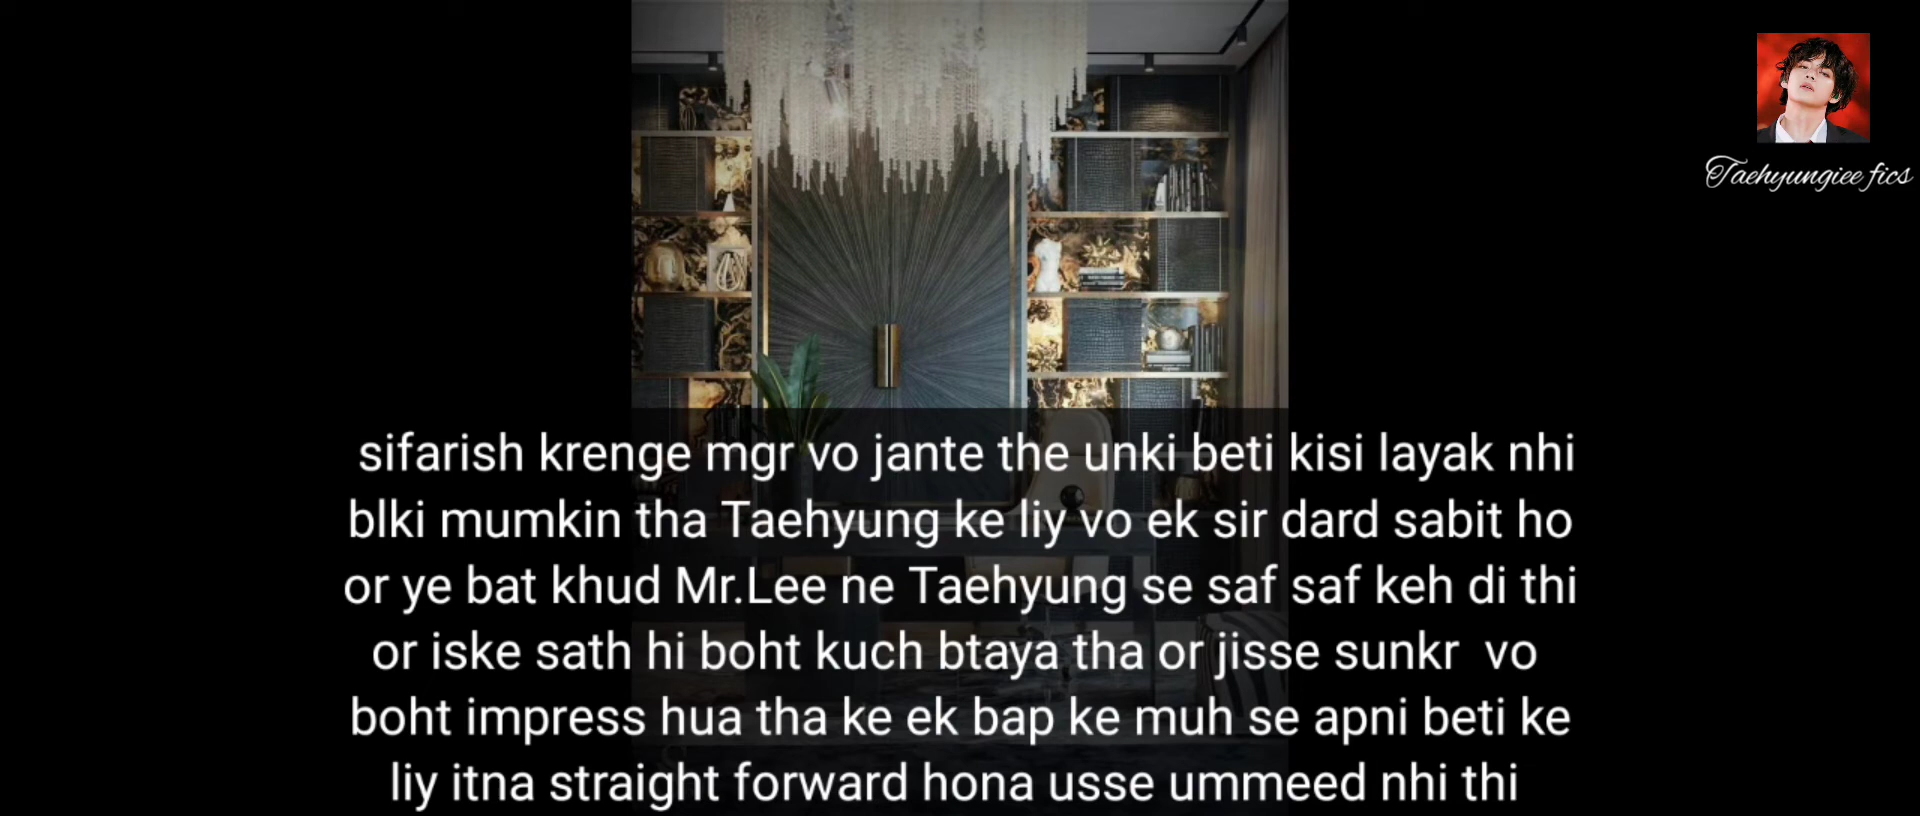 Taehyungiee fics
sifarish krenge mgr vo jante the unki beti kisi layak nhi
blki mumkin tha Taehyung ke liy vo ek sir dard sabit ho
or ye bat khud Mr.Lee ne Taehyung se saf saf keh di thi
or iske sath hi boht kuch btaya tha or jisse sunkr  vo
boht impress hua tha ke ek bap ke muh se apni beti ke
liy itna straight forward hona usse ummeed nhi thi